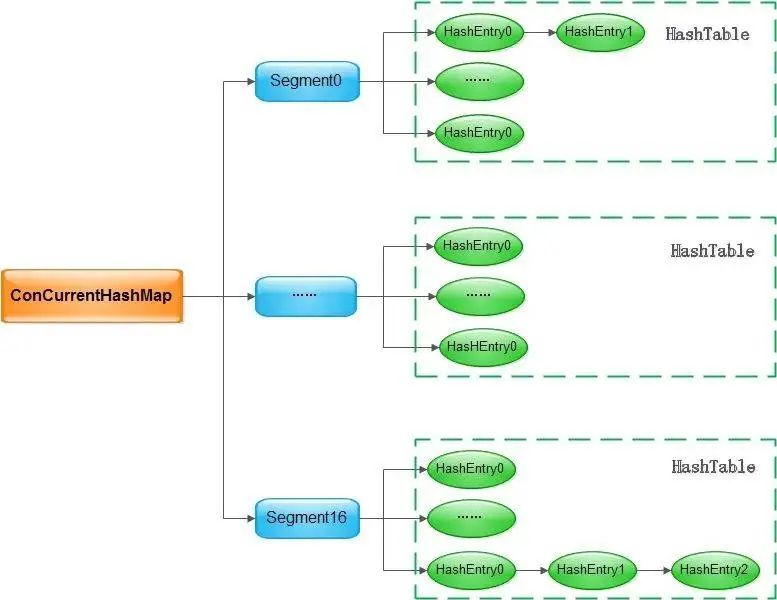 HashEntry0 HashEntry1 HashTable
Segment0 ······
HashEntry0
HashEntry0 HashTable
ConCurrentHashMap ······ ······
HasHEntry0
HashEntry0 HashTable
Segment16 ······
HashEntry0 HashEntry1 HashEntry2